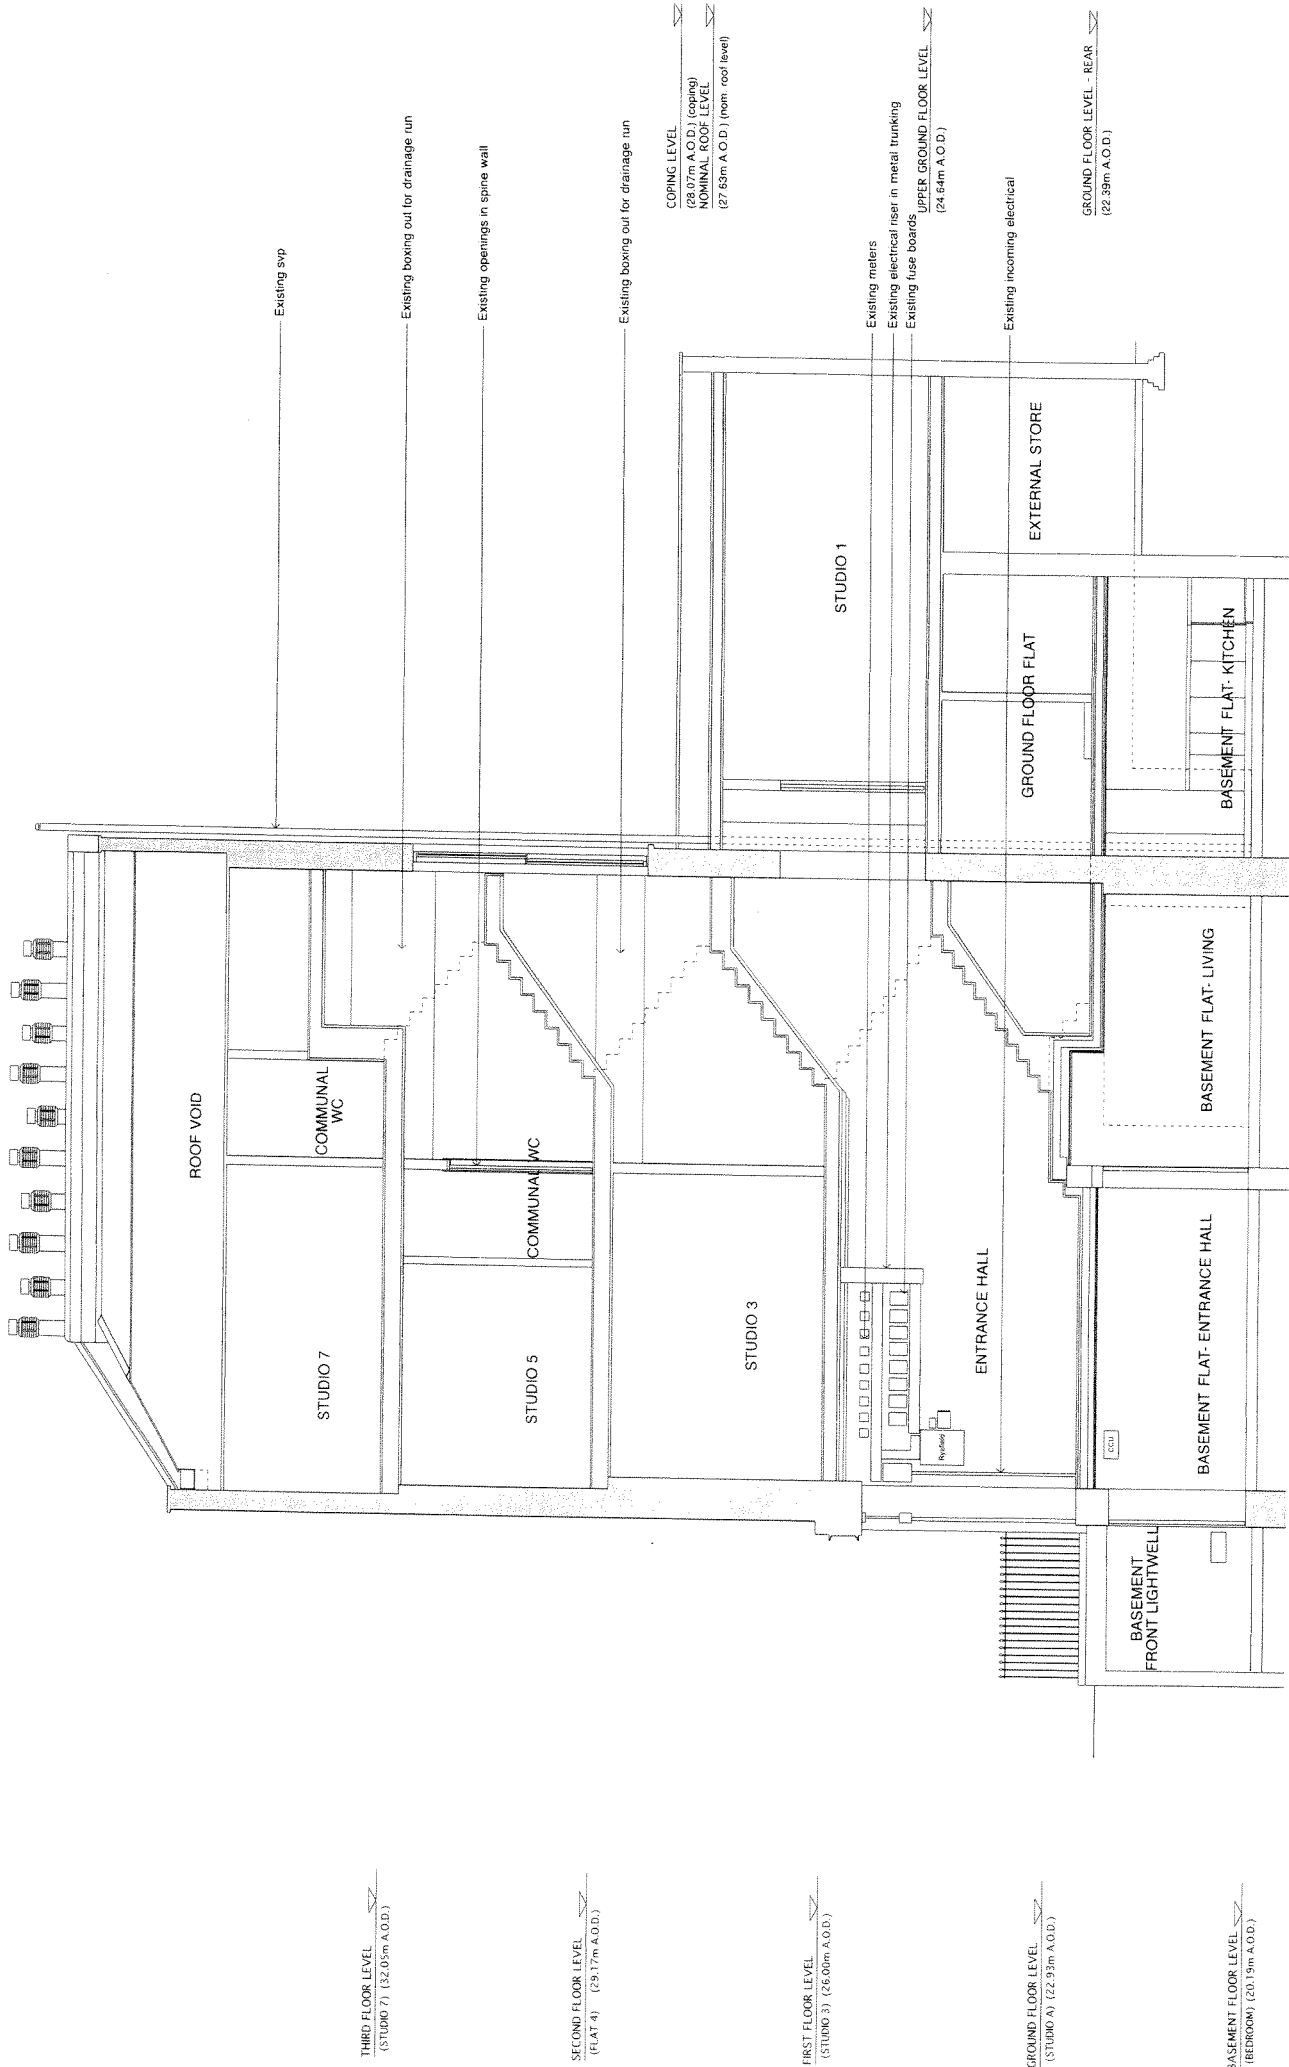 Existing svp
Existing boxing out for drainage run
Existing openings in spine wall
Existing boxing out for drainage run
COPING LEVEL
(28.07m A.O.D.) (coping)
NOMINAL ROOF LEVEL
(27.63m A.O.D.) (nom. roof level)
Existing meters
Existing electrical riser in metal trunking
Existing fuse boards
UPPER GROUND FLOOR LEVEL
(24.64m A.O.D.)
Existing incoming electrical
GROUND FLOOR LEVEL - REAR
(22.39m A.O.D.)
ROOF VOID
COMMUNAL
WC
STUDIO 7
COMMUNAL WC
STUDIO 5
STUDIO 3
STUDIO 1
EXTERNAL STORE
GROUND FLOOR FLAT
ENTRANCE HALL
Ryefield
CCU
BASEMENT FLAT- KITCHEN
BASEMENT FLAT- LIVING
BASEMENT FLAT- ENTRANCE HALL
BASEMENT
FRONT LIGHTWELL
THIRD FLOOR LEVEL
(STUDIO 7) (32.05m A.O.D.)
SECOND FLOOR LEVEL
(FLAT 4) (29.17m A.O.D.)
FIRST FLOOR LEVEL
(STUDIO 3) (26.00m A.O.D.)
GROUND FLOOR LEVEL
(STUDIO A) (22.93m A.O.D.)
BASEMENT FLOOR LEVEL
(BEDROOM) (20.19m A.O.D.)